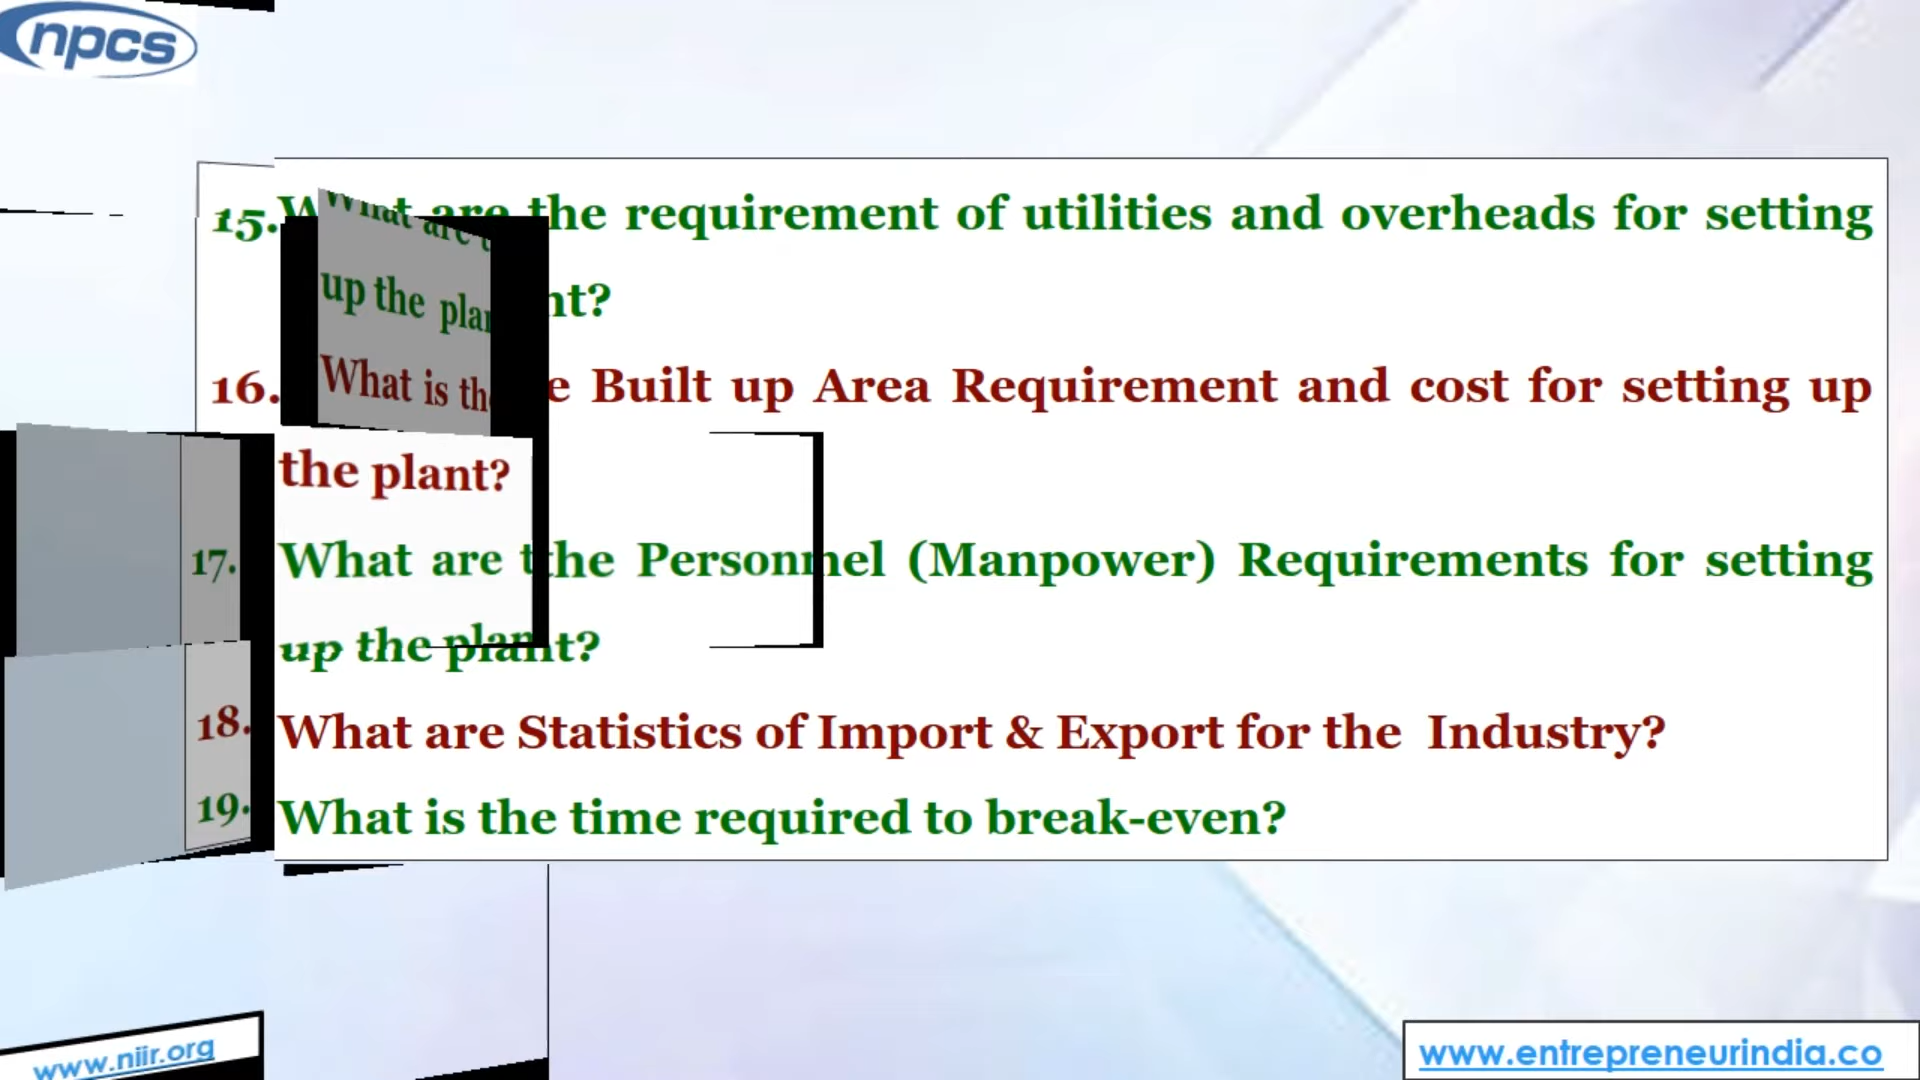 npcs
15. What are the requirement of utilities and overheads for setting
up the plant?
16. What is the Built up Area Requirement and cost for setting up
the plant?
17. What are the Personnel (Manpower) Requirements for setting
up the plant?
18. What are Statistics of Import & Export for the Industry?
19. What is the time required to break-even?
www.niir.org
www.entrepreneurindia.co